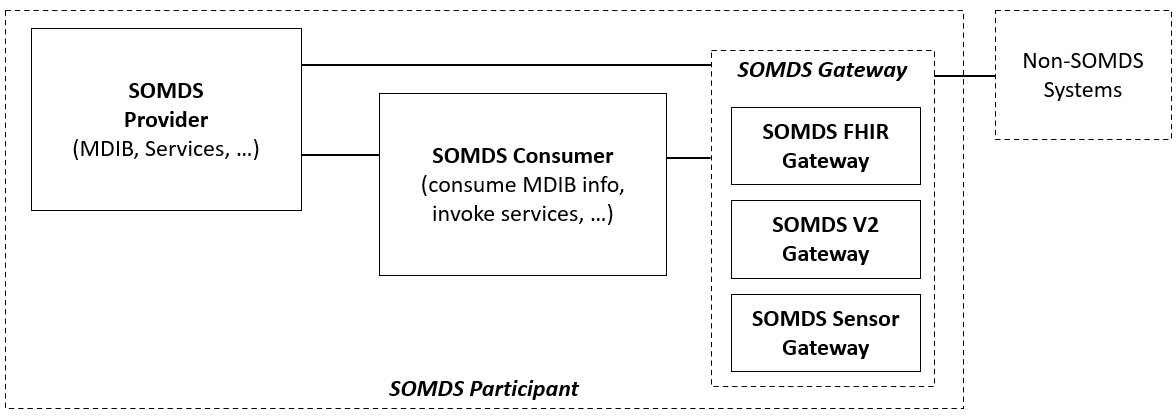 SOMDS
Provider
(MDIB, Services, …)
SOMDS Consumer
(consume MDIB info,
invoke services, …)
SOMDS Gateway
SOMDS FHIR
Gateway
SOMDS V2
Gateway
SOMDS Sensor
Gateway
SOMDS Participant
Non-SOMDS
Systems